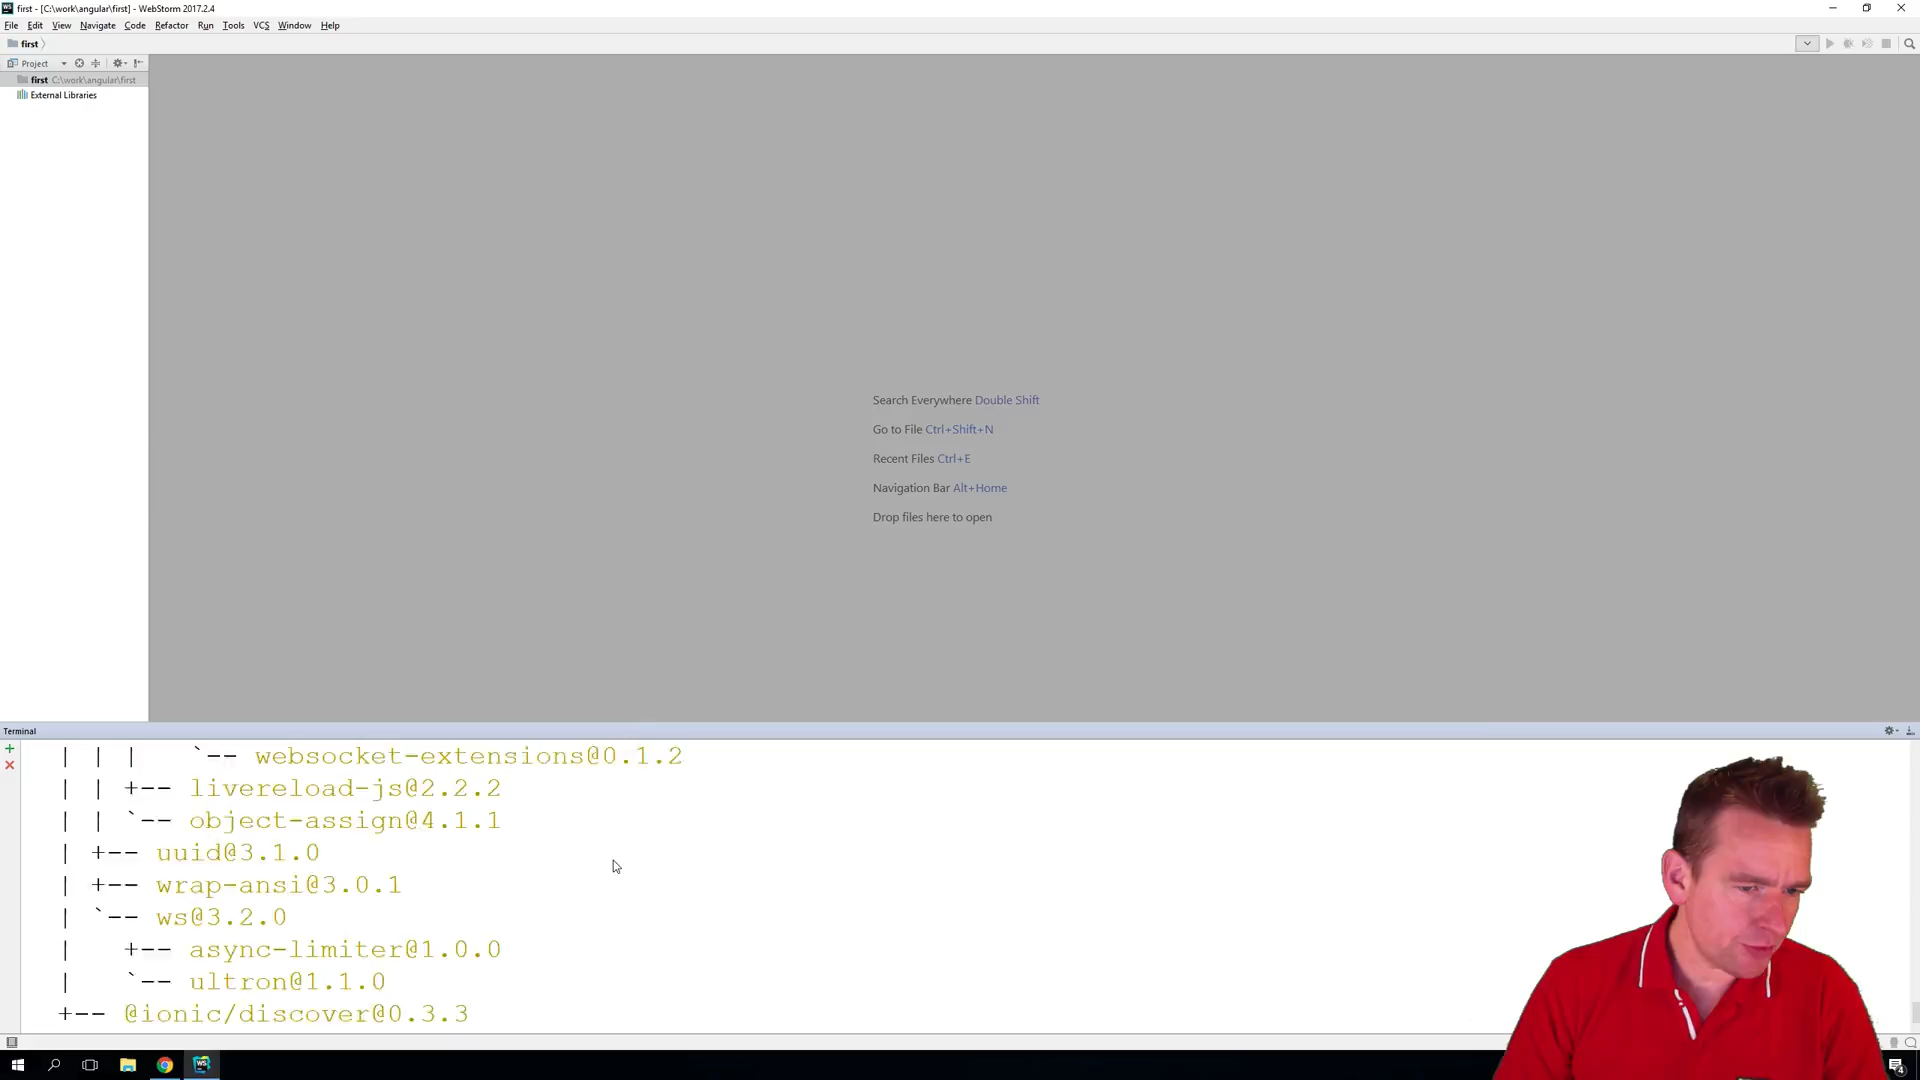 first - [C:\work\angular\first] - WebStorm 2017.2.4
File Edit View Navigate Code Refactor Run Tools VCS Window Help
first
Project
first C:\work\angular\first
External Libraries
Search Everywhere Double Shift
Go to File Ctrl+Shift+N
Recent Files Ctrl+E
Navigation Bar Alt+Home
Drop files here to open
Terminal
| | | `-- websocket-extensions@0.1.2
| | +-- livereload-js@2.2.2
| | `-- object-assign@4.1.1
| +-- uuid@3.1.0
| +-- wrap-ansi@3.0.1
| `-- ws@3.2.0
| +-- async-limiter@1.0.0
| `-- ultron@1.1.0
+-- @ionic/discover@0.3.3